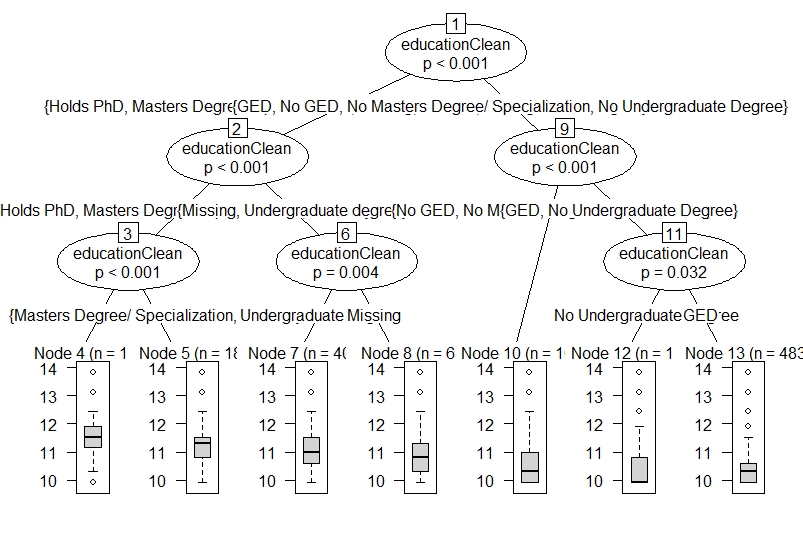 1
educationClean
p < 0.001
{Holds PhD, Masters Degre{GED, No GED, No Masters Degree/ Specialization, No Undergraduate Degree}
2
educationClean
p < 0.001
9
educationClean
p < 0.001
Holds PhD, Masters Degr{Missing, Undergraduate degre{No GED, No M{GED, No Undergraduate Degree}
3
educationClean
p < 0.001
6
educationClean
p = 0.004
11
educationClean
p = 0.032
{Masters Degree/ Specialization, Undergraduate Missing
No Undergraduate GED ee
Node 4 (n = 1
Node 5 (n = 18
Node 7 (n = 40
Node 8 (n = 6
Node 10 (n = 1
Node 12 (n = 1
Node 13 (n = 483
14 14 14 14 14 14 14
13 13 13 13 13 13 13
12 12 12 12 12 12 12
11 11 11 11 11 11 11
10 10 10 10 10 10 10